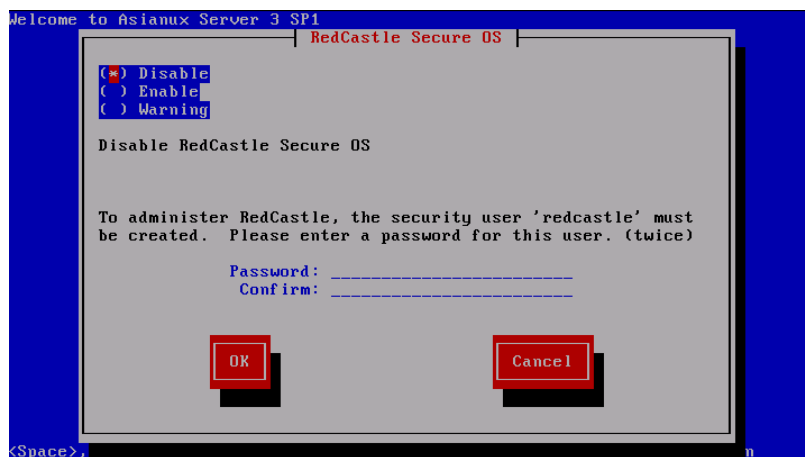 Welcome to Asianux Server 3 SP1
RedCastle Secure OS
(*) Disable
( ) Enable
( ) Warning
Disable RedCastle Secure OS
To administer RedCastle, the security user 'redcastle' must
be created.  Please enter a password for this user. (twice)
Password: ________________________
Confirm: ________________________
OK
Cancel
<Space>,
n